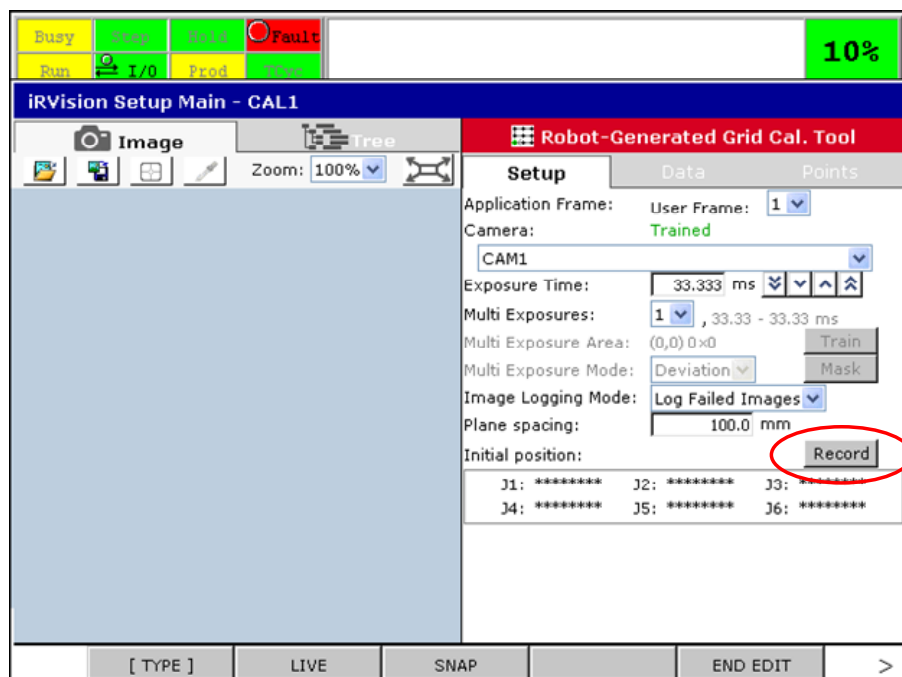 Busy Step Hold Fault
Run I/O Prod TCyc
10%
iRVision Setup Main - CAL1
Image Tree
Robot-Generated Grid Cal. Tool
Zoom: 100%
Setup Data Points
Application Frame: User Frame: 1
Camera: Trained
CAM1
Exposure Time: 33.333 ms
Multi Exposures: 1 , 33.33 - 33.33 ms
Multi Exposure Area: (0,0) 0x0 Train
Multi Exposure Mode: Deviation Mask
Image Logging Mode: Log Failed Images
Plane spacing: 100.0 mm
Initial position: Record
J1: ******** J2: ******** J3: ********
J4: ******** J5: ******** J6: ********
[ TYPE ] LIVE SNAP END EDIT >